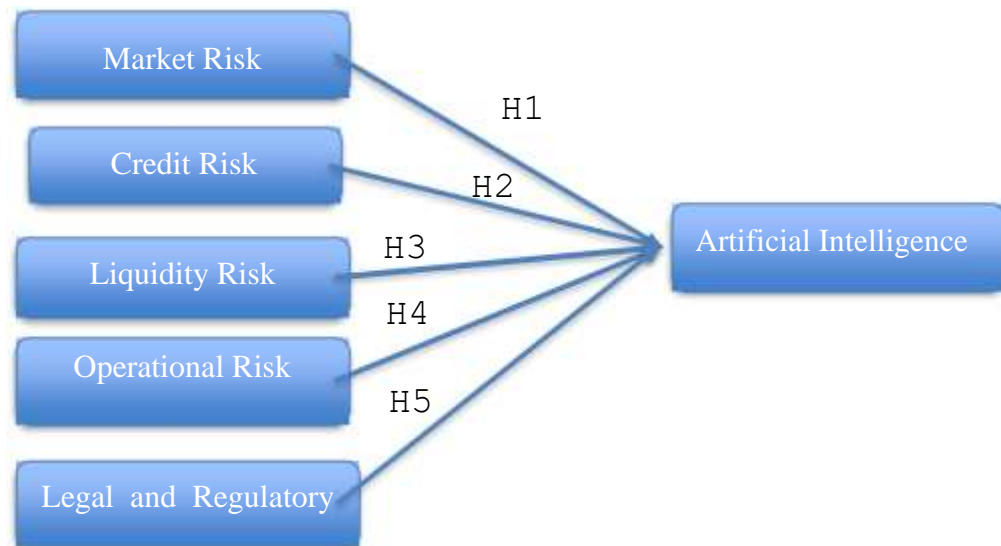 Market Risk
H1
Credit Risk
H2
Artificial Intelligence
Liquidity Risk
H3
H4
Operational Risk
H5
Legal and Regulatory